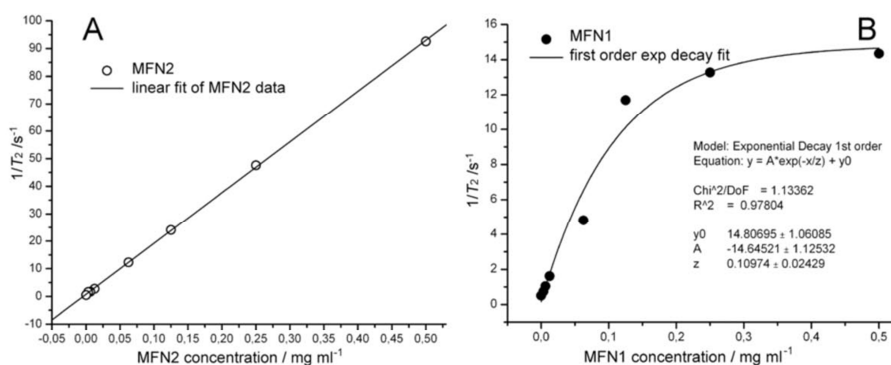 A
MFN2
linear fit of MFN2 data
1/T2 /s-1
100
90
80
70
60
50
40
30
20
10
0
-10
-0,05 0,00 0,05 0,10 0,15 0,20 0,25 0,30 0,35 0,40 0,45 0,50
MFN2 concentration / mg ml-1
B
MFN1
first order exp decay fit
1/T2 /s-1
16
14
12
10
8
6
4
2
0
Model: Exponential Decay 1st order
Equation: y = A*exp(-x/z) + y0
Chi^2/DoF = 1.13362
R^2 = 0.97804
y0 14.80695 ± 1.06085
A -14.64521 ± 1.12532
z 0.10974 ± 0.02429
0,0 0,1 0,2 0,3 0,4 0,5
MFN1 concentration / mg ml-1